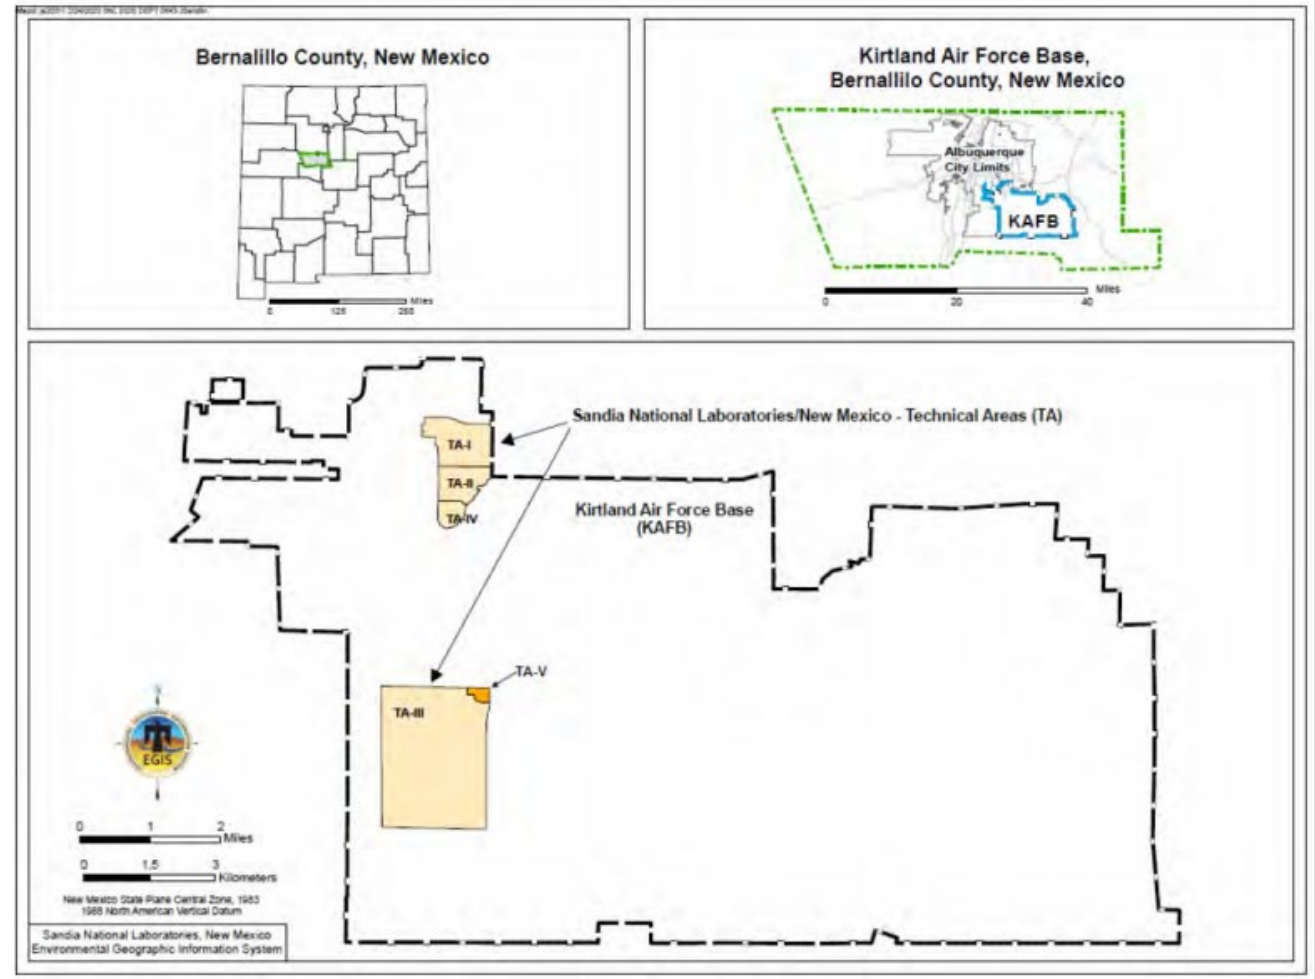 Bernalillo County, New Mexico
Miles
0
125
250
Kirtland Air Force Base,
Bernallilo County, New Mexico
Albuquerque
City Limits
KAFB
Miles
0
20
40
Sandia National Laboratories/New Mexico - Technical Areas (TA)
TA-I
TA-II
TA-IV
Kirtland Air Force Base
(KAFB)
TA-V
TA-III
EGIS
0 1 2
Miles
0 1.5 3
Kilometers
New Mexico State Plane Central Zone, 1983
1988 North American Vertical Datum
Sandia National Laboratories, New Mexico
Environmental Geographic Information System